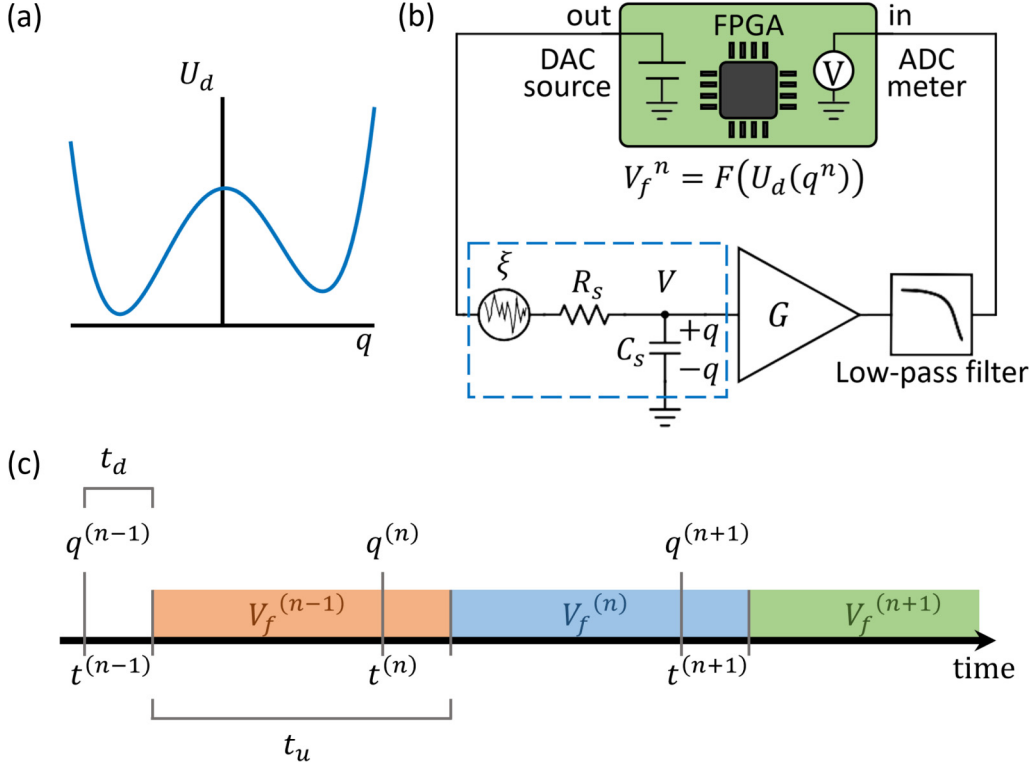 (a)
U_d
q
(b)
out
in
FPGA
DAC
source
V
ADC
meter
V_f^n = F(U_d(q^n))
ξ
R_s
V
G
C_s
+q
−q
Low-pass filter
(c)
t_d
q^(n−1)
q^(n)
q^(n+1)
V_f^(n−1)
V_f^(n)
V_f^(n+1)
t^(n−1)
t^(n)
t^(n+1)
time
t_u